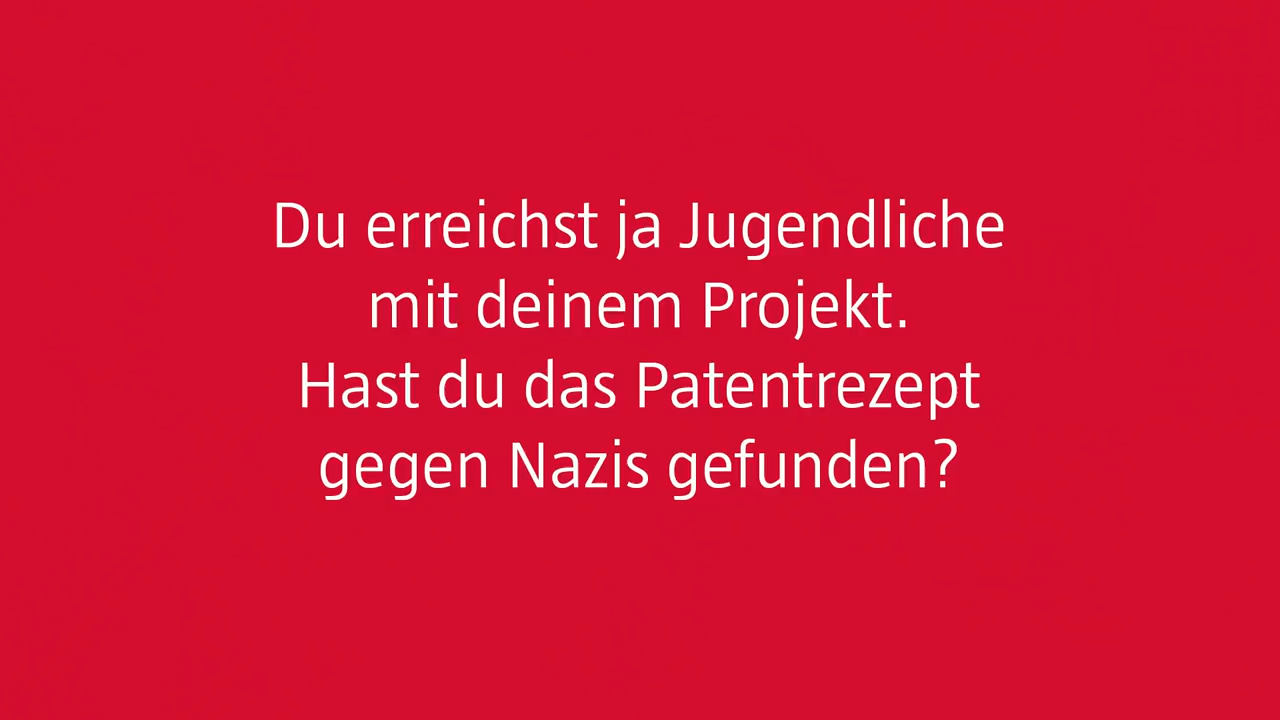 Du erreichst ja Jugendliche
mit deinem Projekt.
Hast du das Patentrezept
gegen Nazis gefunden?